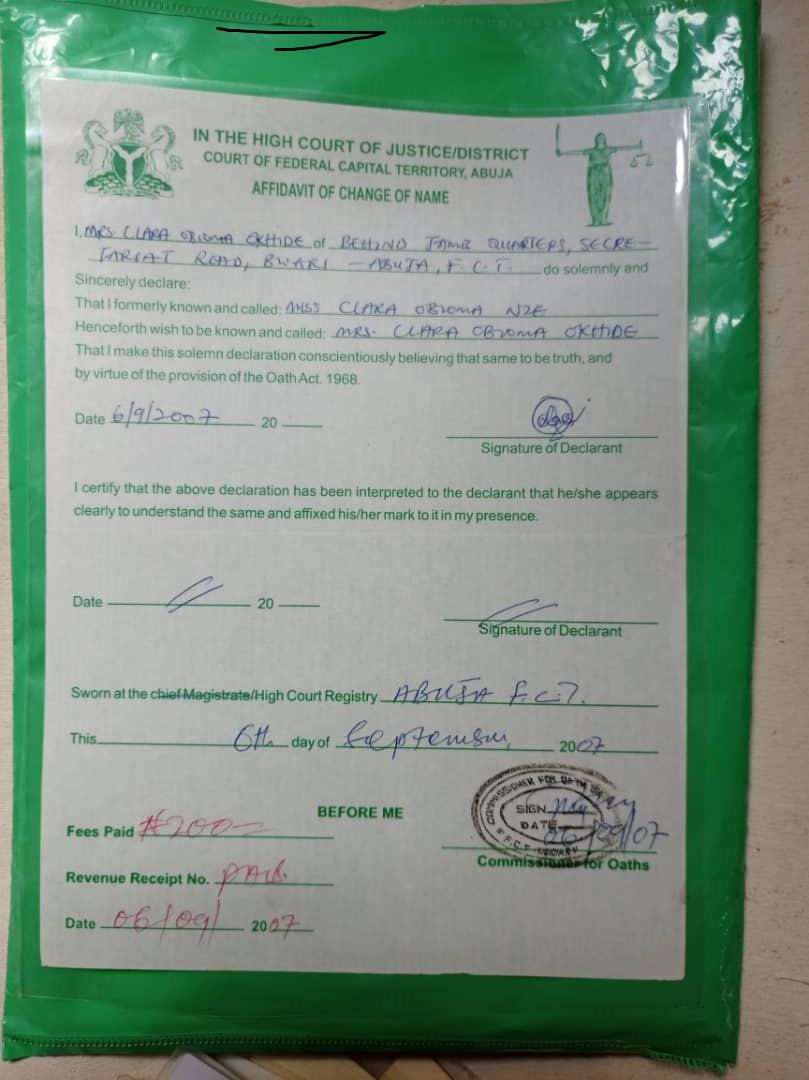 IN THE HIGH COURT OF JUSTICE/DISTRICT
COURT OF FEDERAL CAPITAL TERRITORY, ABUJA
AFFIDAVIT OF CHANGE OF NAME
I, MRS CLARA OBIOMA OKHIDE of BEHIND JAMB QUARTERS, SECRE-
TARIAT ROAD, BWARI - ABUJA, F.C.T. do solemnly and
Sincerely declare:
That I formerly known and called: MISS CLARA OBIOMA NZE
Henceforth wish to be known and called: MRS. CLARA OBIOMA OKHIDE
That I make this solemn declaration conscientiously believing that same to be truth, and
by virtue of the provision of the Oath Act. 1968.
Date 6/9/2007 20
Signature of Declarant
I certify that the above declaration has been interpreted to the declarant that he/she appears
clearly to understand the same and affixed his/her mark to it in my presence.
Date 20
Signature of Declarant
Sworn at the chief Magistrate/High Court Registry ABUJA F.C.T.
This 6th day of September, 2007
BEFORE ME
COMMISSIONER FOR OATH
SIGN
DATE 06/09/07
F.C.T.
Commissioner for Oaths
Fees Paid ₦200=
Revenue Receipt No. PAID.
Date 06/09/ 2007